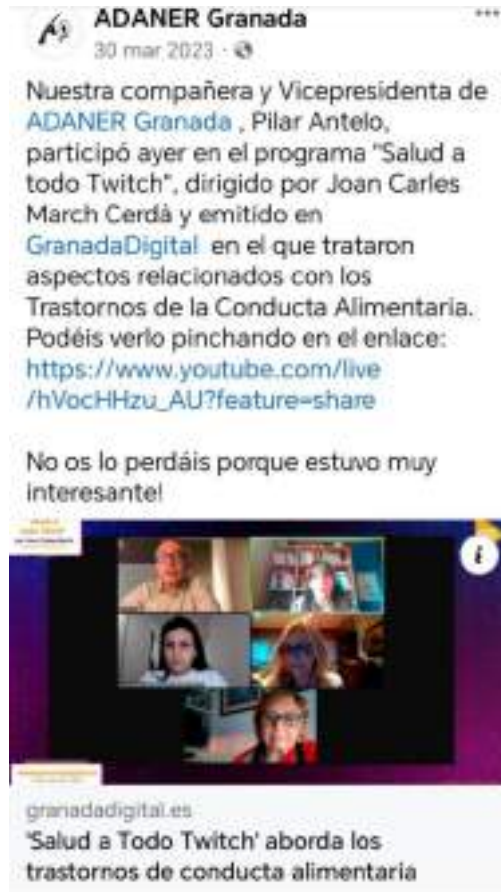 ADANER Granada
30 mar 2023 ·
Nuestra compañera y Vicepresidenta de
ADANER Granada , Pilar Antelo,
participó ayer en el programa "Salud a
todo Twitch", dirigido por Joan Carles
March Cerdà y emitido en
GranadaDigital en el que trataron
aspectos relacionados con los
Trastornos de la Conducta Alimentaria.
Podéis verlo pinchando en el enlace:
https://www.youtube.com/live
/hVocHHzu_AU?feature=share
No os lo perdáis porque estuvo muy
interesante!
i
granadadigital.es
'Salud a Todo Twitch' aborda los
trastornos de conducta alimentaria